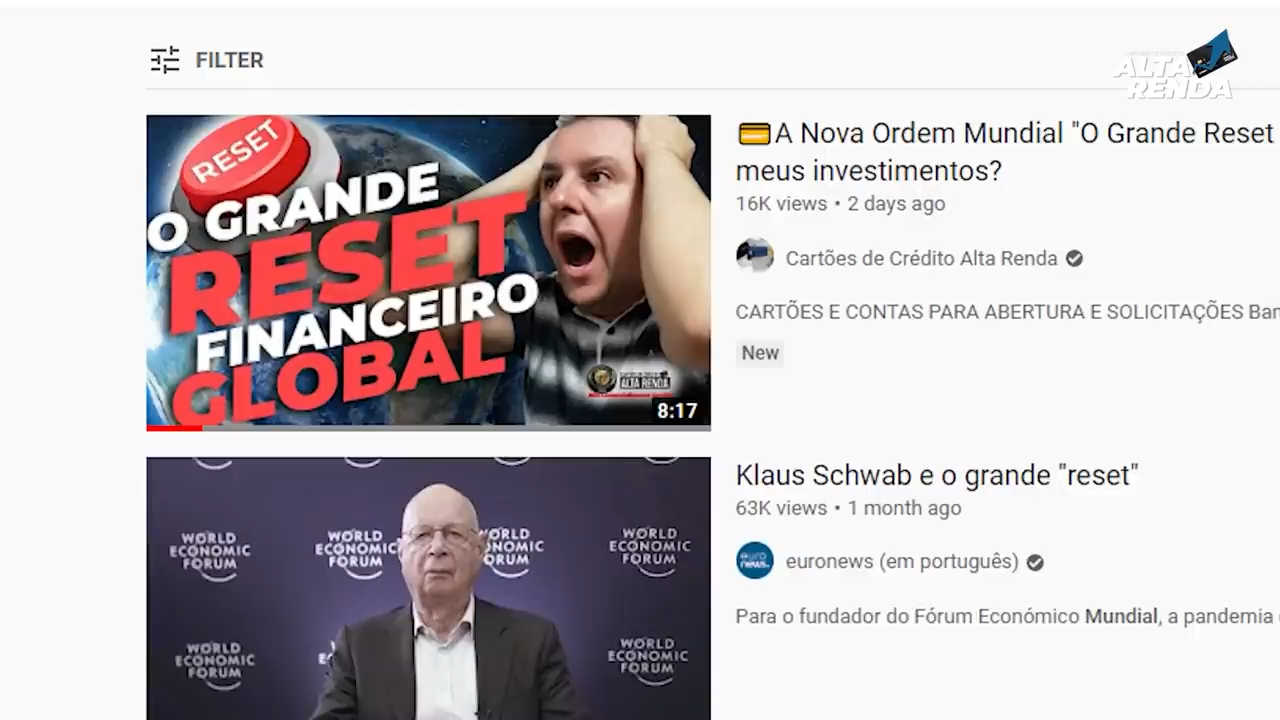 FILTER
ALTA
RENDA
RESET
O GRANDE
RESET
FINANCEIRO
GLOBAL
ALTA RENDA
8:17
💳A Nova Ordem Mundial "O Grande Reset
meus investimentos?
16K views • 2 days ago
Cartões de Crédito Alta Renda
CARTÕES E CONTAS PARA ABERTURA E SOLICITAÇÕES Ban
New
WORLD
ECONOMIC
FORUM
WORLD
ECONOMIC
FORUM
WORLD
ECONOMIC
FORUM
WORLD
ECONOMIC
FORUM
WORLD
ECONOMIC
FORUM
Klaus Schwab e o grande "reset"
63K views • 1 month ago
euro
news.
euronews (em português)
Para o fundador do Fórum Económico Mundial, a pandemia